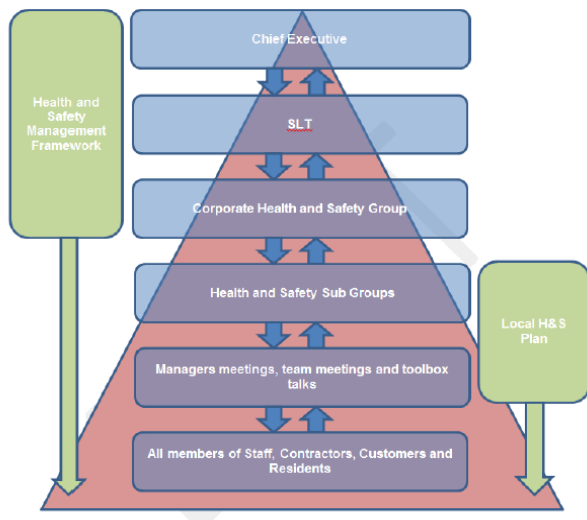 Chief Executive
Health and
Safety
Management
Framework
SLT
Corporate Health and Safety Group
Health and Safety Sub Groups
Local H&S
Plan
Managers meetings, team meetings and toolbox
talks
All members of Staff, Contractors, Customers and
Residents